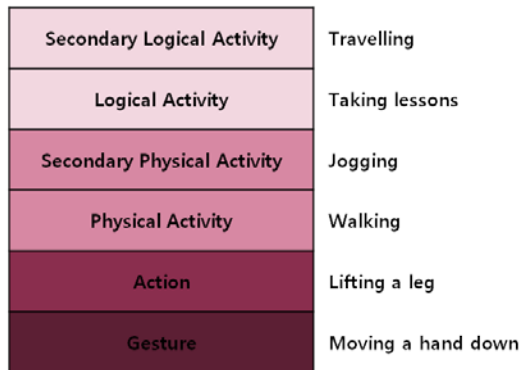 Secondary Logical Activity Travelling
Logical Activity Taking lessons
Secondary Physical Activity Jogging
Physical Activity Walking
Action Lifting a leg
Gesture Moving a hand down